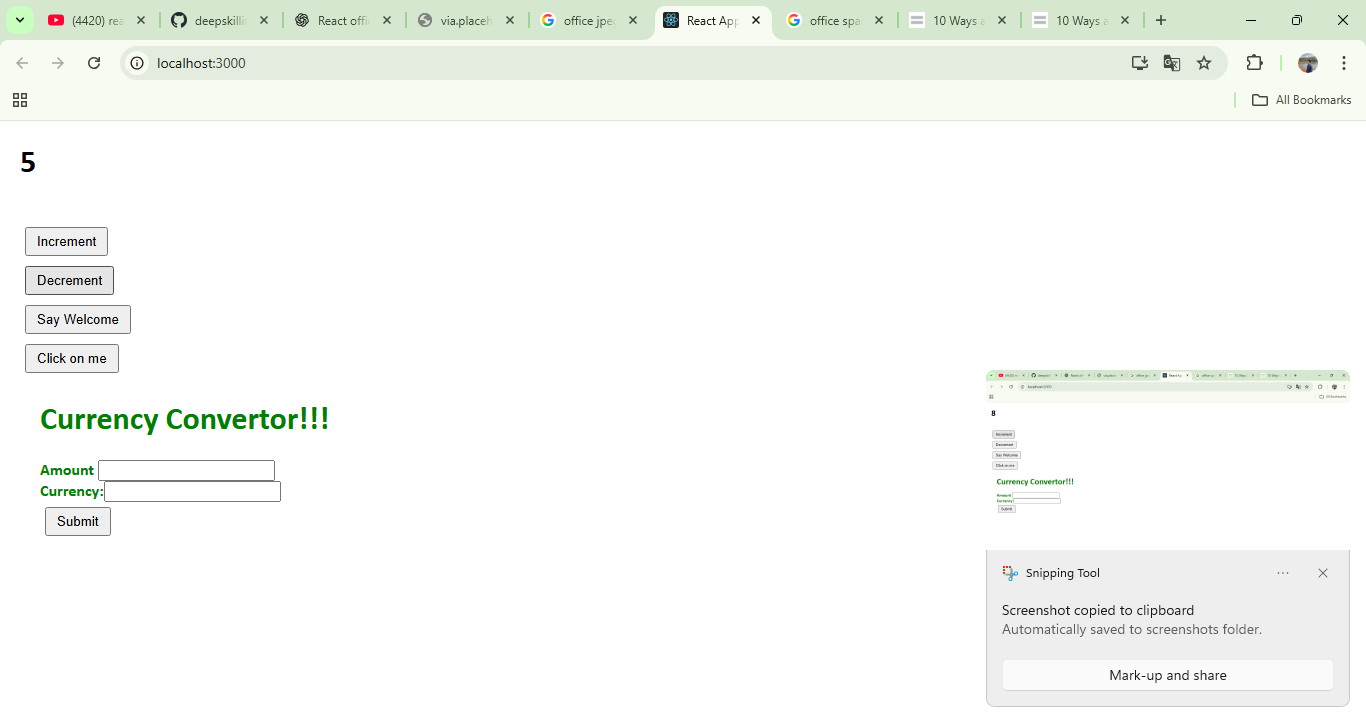 (4420) rea
deepskillin
React offi
via.placeh
office jpe
React App
office spa
10 Ways a
10 Ways a
localhost:3000
All Bookmarks
5
Increment
Decrement
Say Welcome
Click on me
Currency Convertor!!!
Amount
Currency:
Submit
8
Increment
Decrement
Say Welcome
Click on me
Currency Convertor!!!
Amount
Currency:
Submit
Snipping Tool
Screenshot copied to clipboard
Automatically saved to screenshots folder.
Mark-up and share